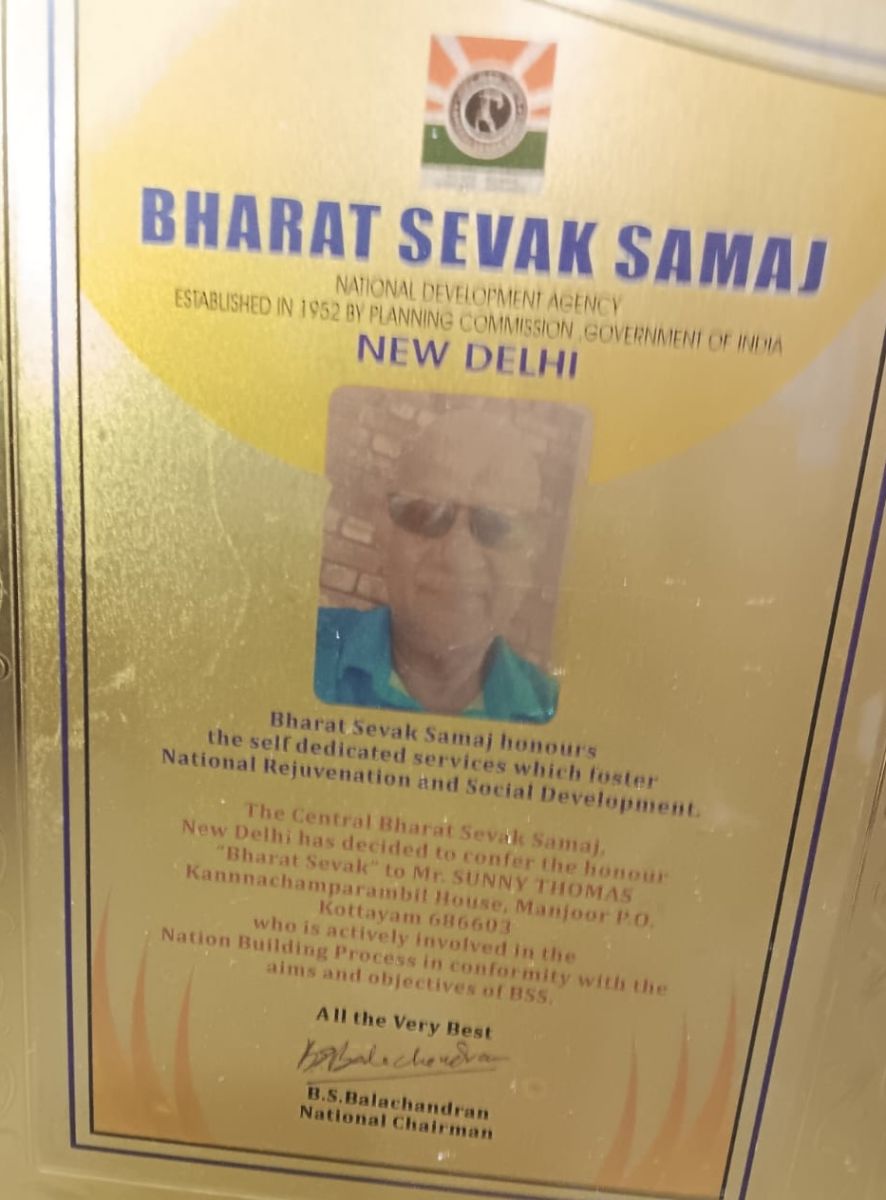 BHARAT SEVAK SAMAJ
NATIONAL DEVELOPMENT AGENCY
ESTABLISHED IN 1952 BY PLANNING COMMISSION ,GOVERNMENT OF INDIA
NEW DELHI
Bharat Sevak Samaj honours
the self dedicated services which foster
National Rejuvenation and Social Development.
The Central Bharat Sevak Samaj,
New Delhi has decided to confer the honour
"Bharat Sevak" to Mr. SUNNY THOMAS
Kannnachamparambil House, Manjoor P.O.
Kottayam 686603
who is actively involved in the
Nation Building Process in conformity with the
aims and objectives of BSS.
All the Very Best
BSBalachandran
B.S.Balachandran
National Chairman